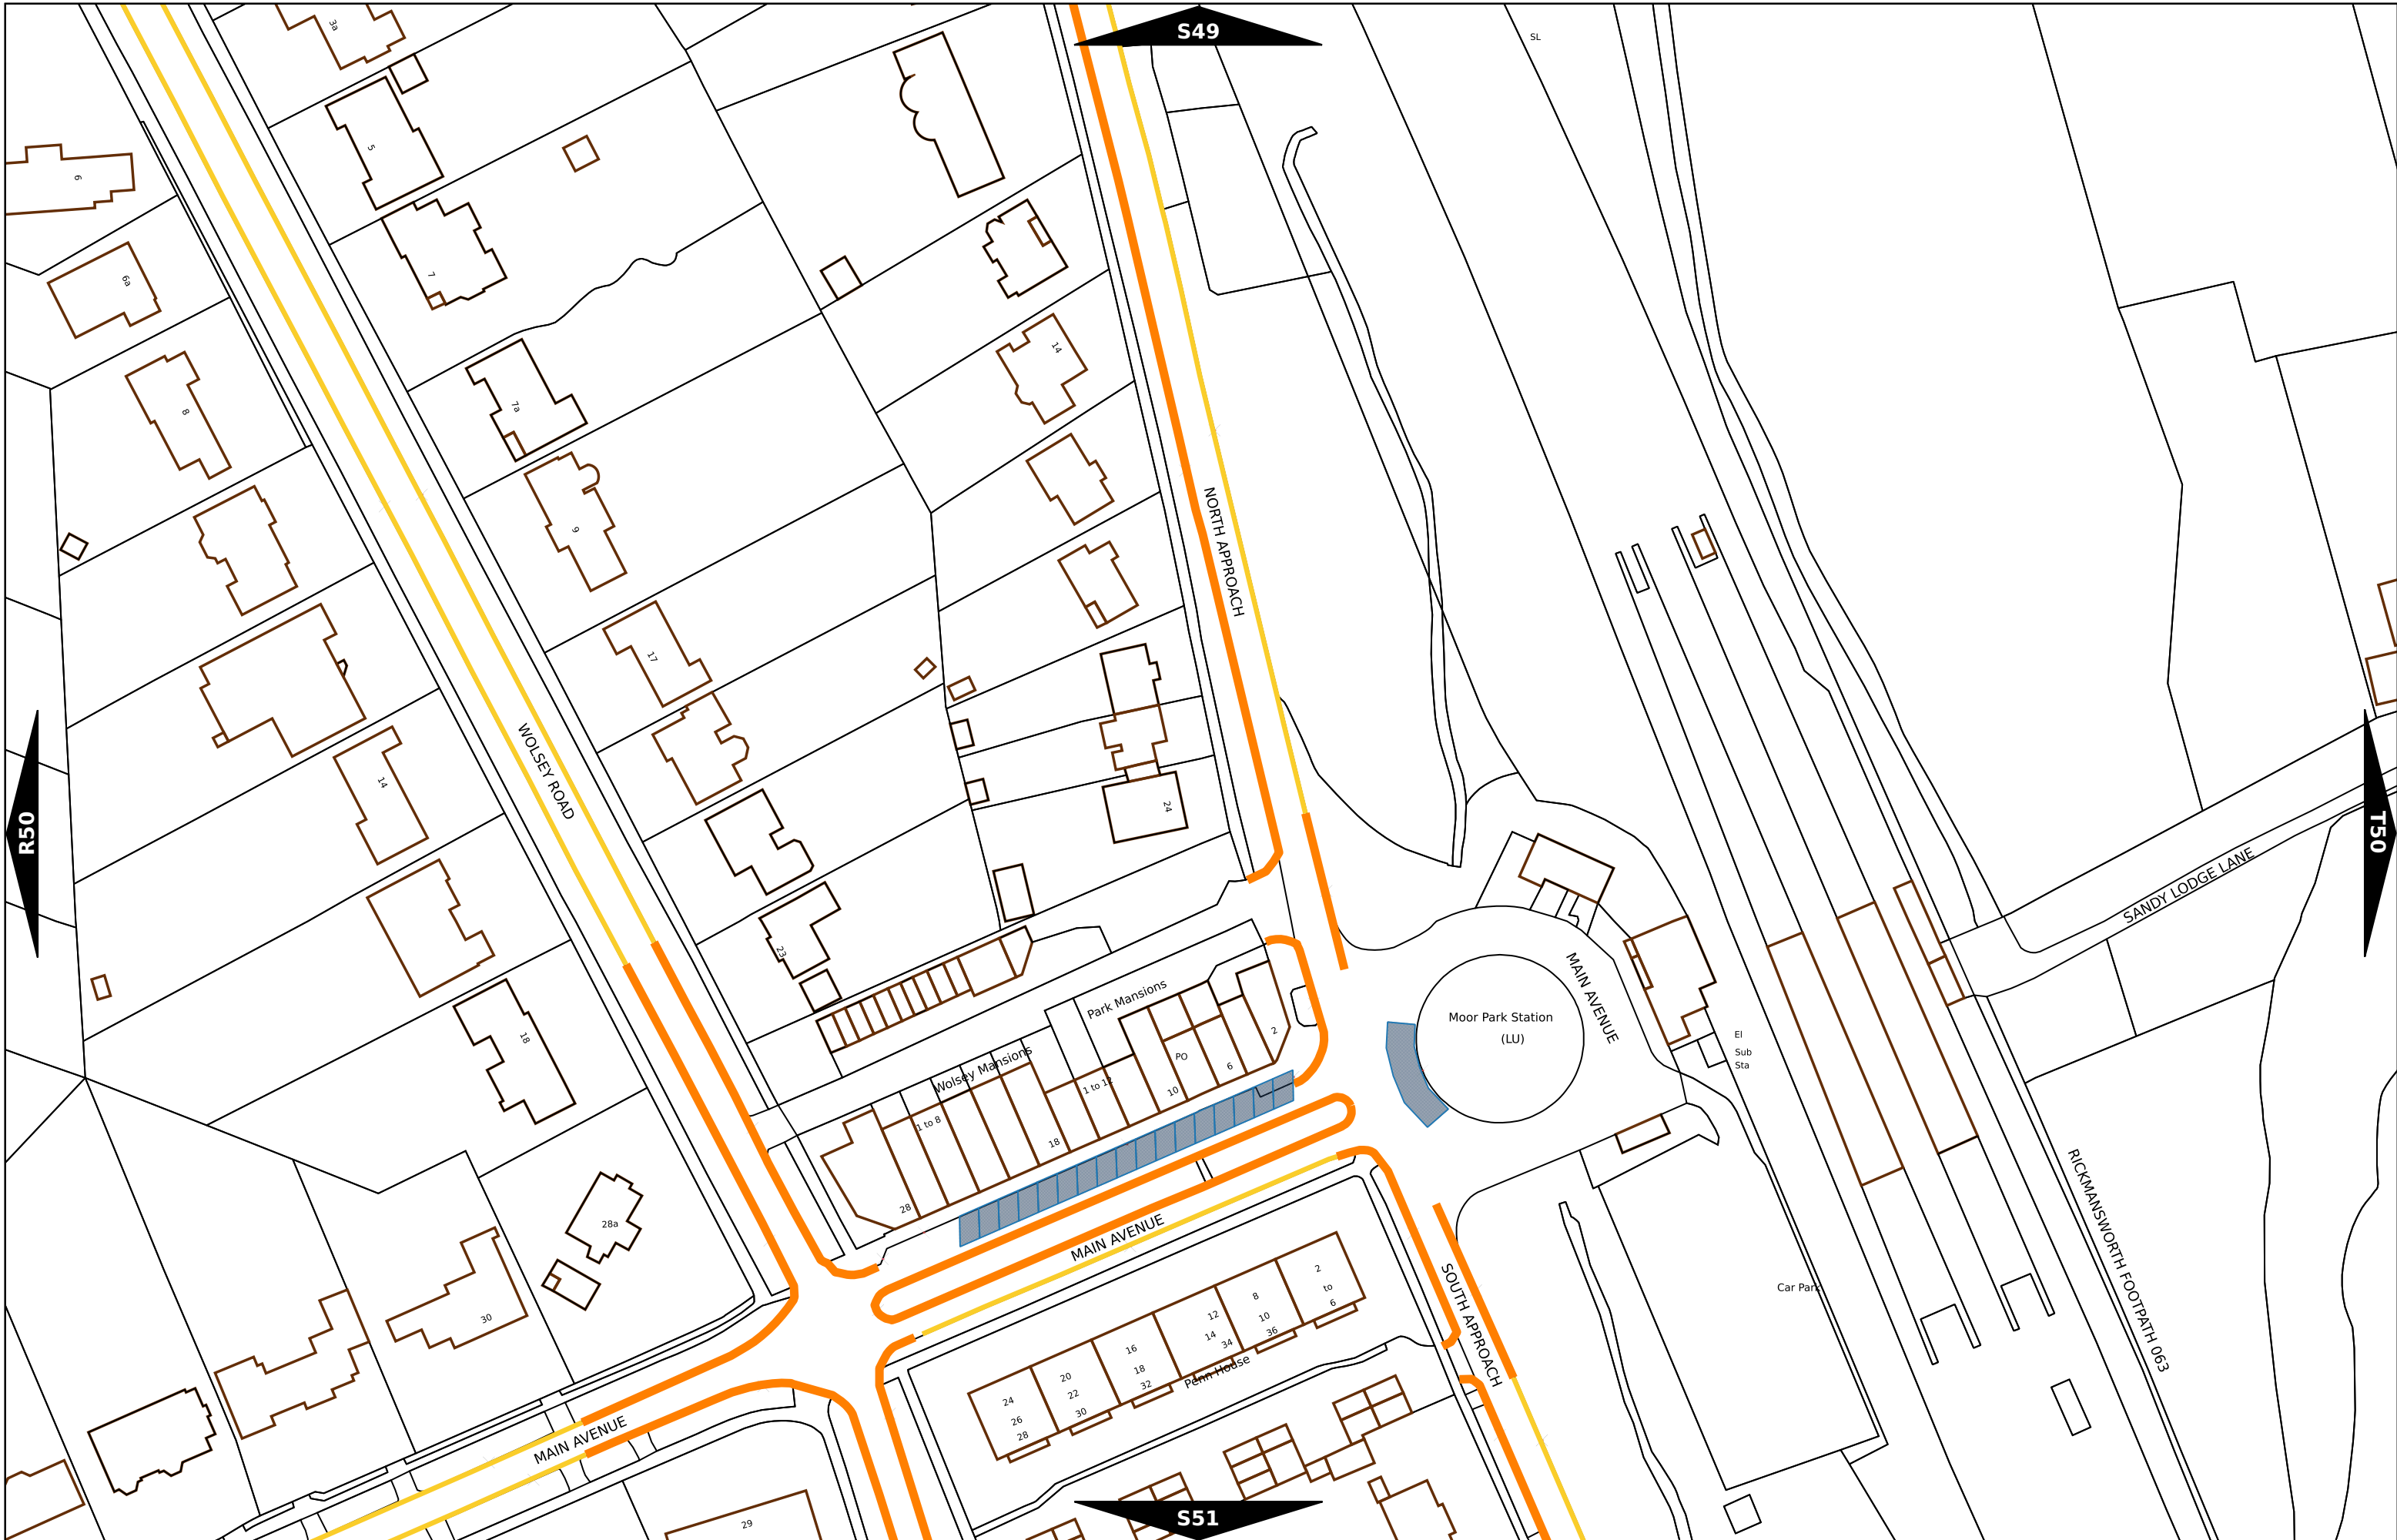 S49
SL
3a
5
6
6a
7
8
7a
14
9
NORTH APPROACH
17
WOLSEY ROAD
14
24
R50
T50
SANDY LODGE LANE
23
18
MAIN AVENUE
Park Mansions
Moor Park Station
(LU)
El
Sub
Sta
2
PO
6
10
Wolsey Mansions
1 to 12
1 to 8
18
28
28a
30
MAIN AVENUE
RICKMANSWORTH FOOTPATH 063
Car Park
SOUTH APPROACH
2
to
6
8
10
36
12
14
34
16
18
32
20
22
30
24
26
28
Penn House
MAIN AVENUE
29
S51